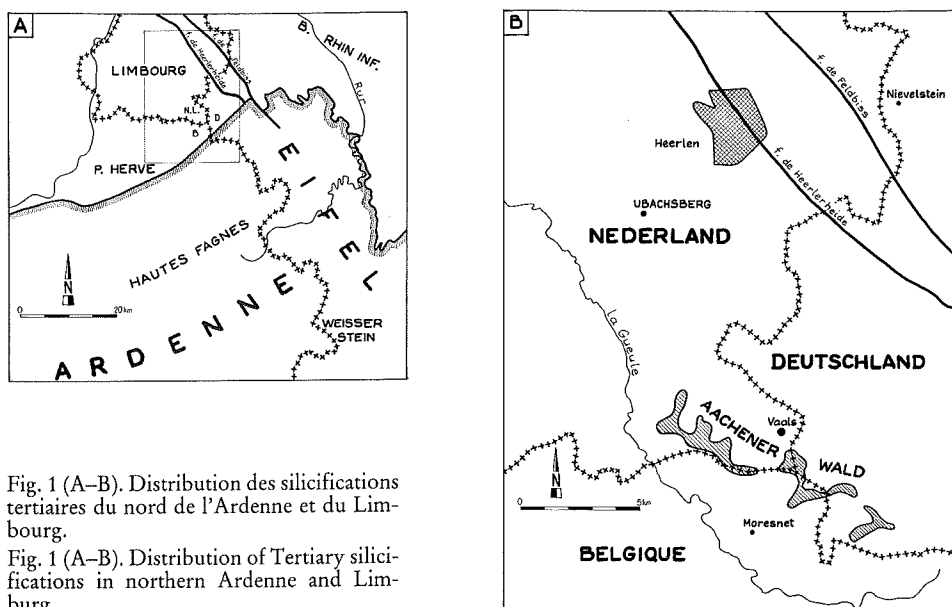 A
B. RHIN INF.
Rur
f. de Heerlerheide
LIMBOURG
N.L.
D
B
P. HERVE
EIFEL
HAUTES FAGNES
N
0 20km
ARDENNE
WEISSER
STEIN
Fig. 1 (A–B). Distribution des silicifications
tertiaires du nord de l'Ardenne et du Lim-
bourg.
Fig. 1 (A–B). Distribution of Tertiary silici-
fications in northern Ardenne and Lim-
burg.
B
f. de Feldbiss
Nievelstein
Heerlen
f. de Heerlerheide
UBACHSBERG
NEDERLAND
la Gueule
DEUTSCHLAND
AACHENER
Vaals
WALD
N
0 5km
Moresnet
BELGIQUE